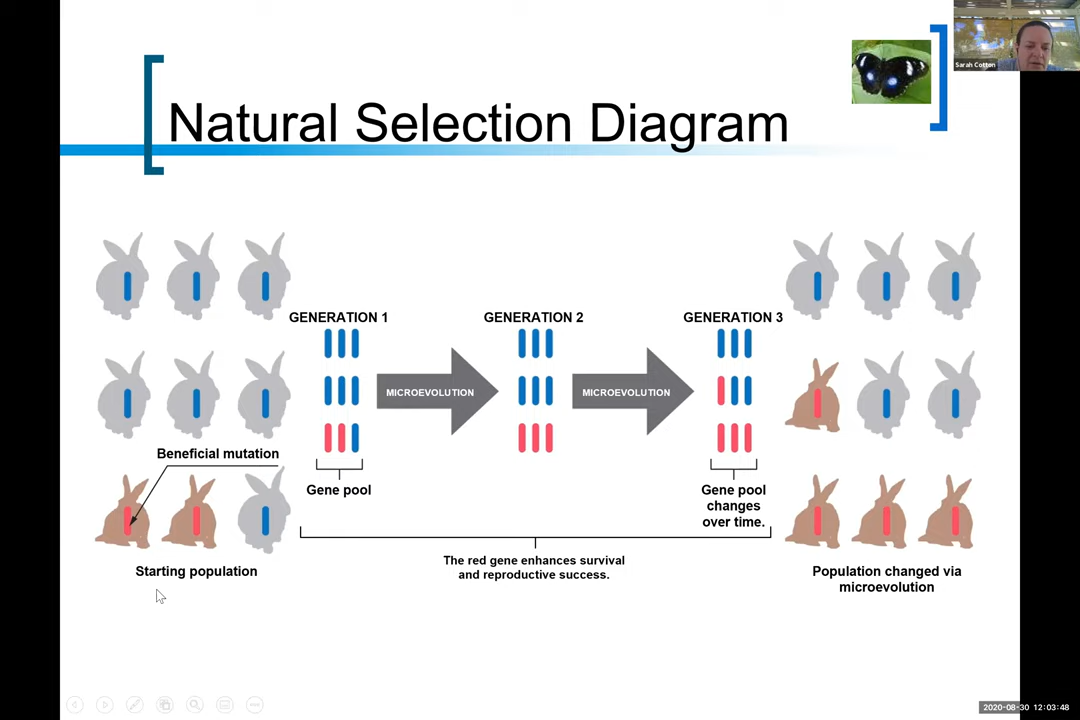 Sarah Cotton
Natural Selection Diagram
GENERATION 1
GENERATION 2
GENERATION 3
MICROEVOLUTION
MICROEVOLUTION
Beneficial mutation
Gene pool
Gene pool
changes
over time.
The red gene enhances survival
and reproductive success.
Starting population
Population changed via
microevolution
2020-08-30 12:03:48